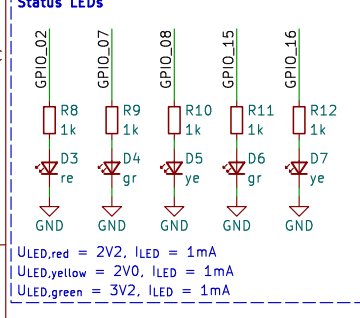 Status LEDs
GPIO_02 GPIO_07 GPIO_08 GPIO_15 GPIO_16
R8 R9 R10 R11 R12
1k 1k 1k 1k 1k
D3 D4 D5 D6 D7
re gr ye gr ye
GND GND GND GND GND
ULED,red = 2V2, ILED = 1mA
ULED,yellow = 2V0, ILED = 1mA
ULED,green = 3V2, ILED = 1mA